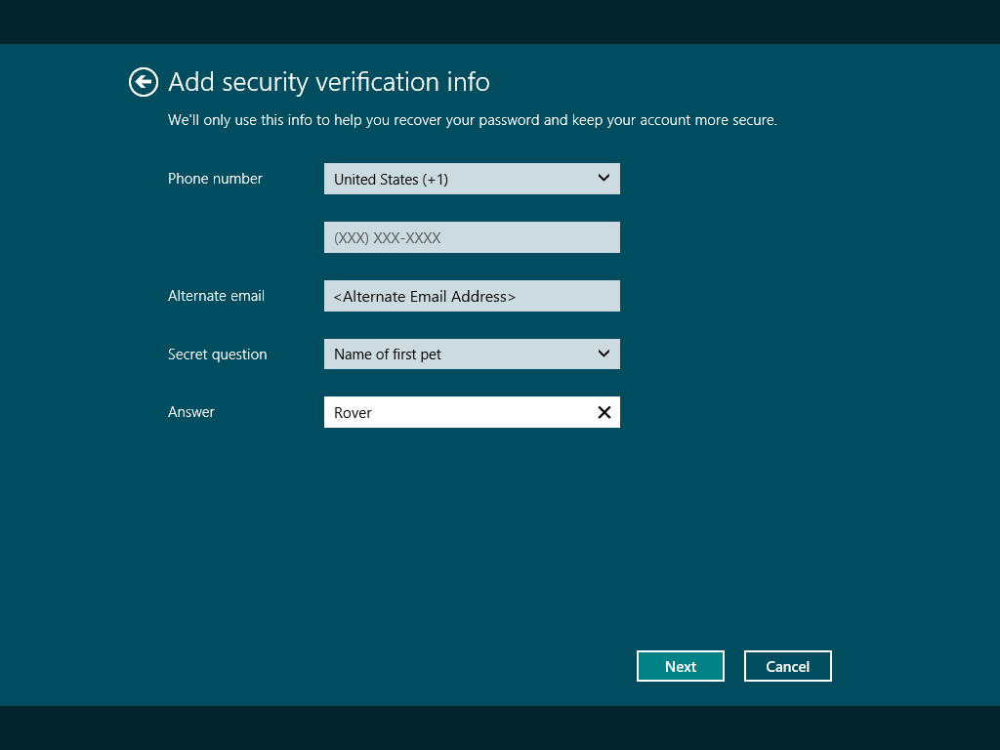 Add security verification info
We'll only use this info to help you recover your password and keep your account more secure.
Phone number
United States (+1)
(XXX) XXX-XXXX
Alternate email
<Alternate Email Address>
Secret question
Name of first pet
Answer
Rover
Next
Cancel